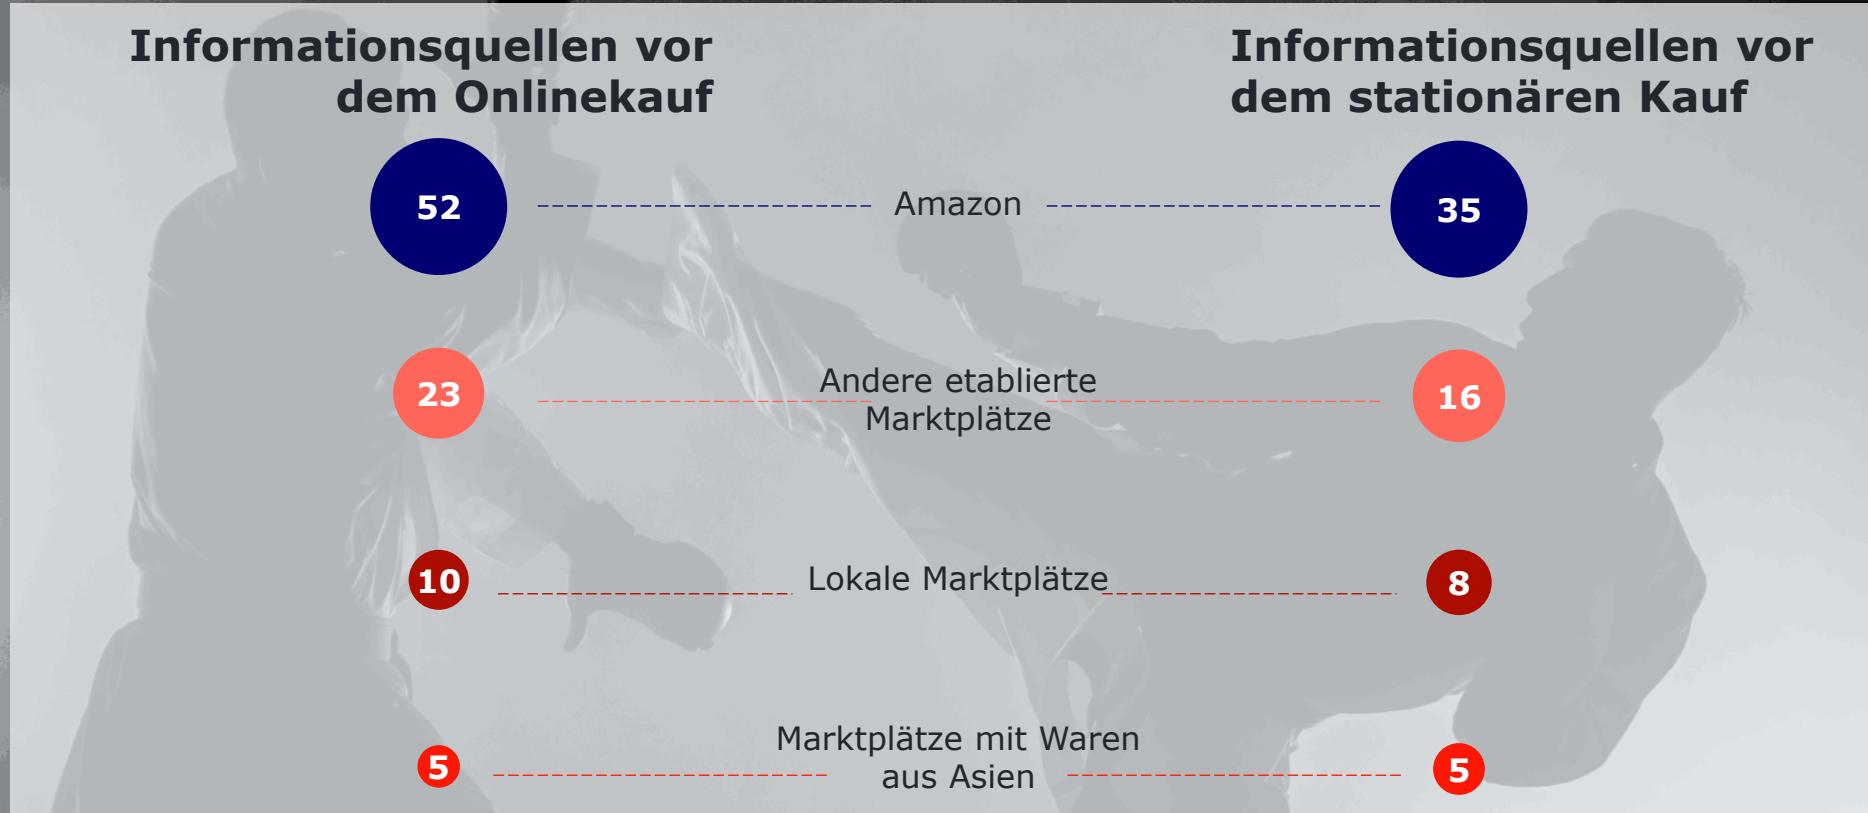 Informationsquellen vor
dem Onlinekauf
Informationsquellen vor
dem stationären Kauf
52
Amazon
35
23
Andere etablierte
Marktplätze
16
10
Lokale Marktplätze
8
5
Marktplätze mit Waren
aus Asien
5